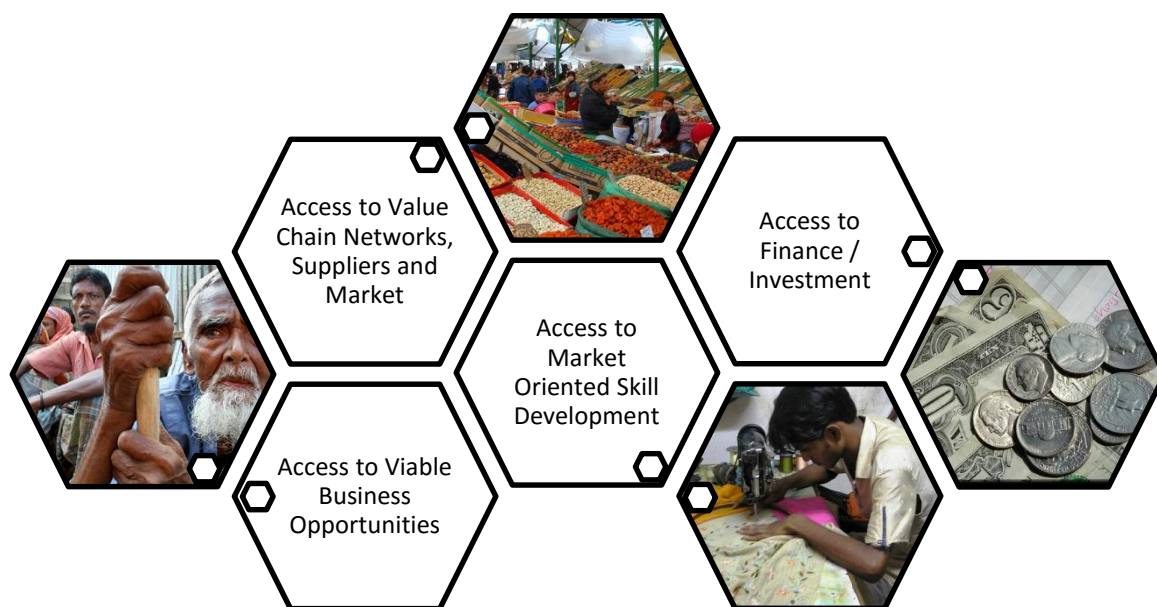 Access to Value
Chain Networks,
Suppliers and
Market
Access to
Finance /
Investment
Access to
Market
Oriented Skill
Development
Access to Viable
Business
Opportunities